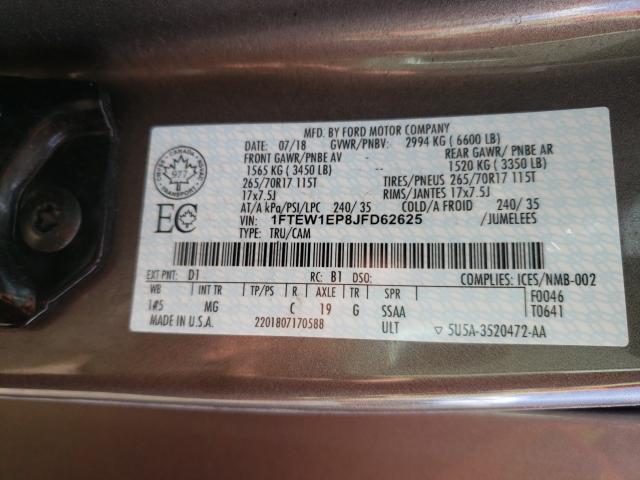 MFD. BY FORD MOTOR COMPANY
DATE: 07/18 GVWR/PNBV: 2994 KG ( 6600 LB)
FRONT GAWR/PNBE AV REAR GAWR/ PNBE AR
1565 KG ( 3450 LB) 1520 KG ( 3350 LB)
265/70R17 115T TIRES/PNEUS 265/70R17 115T
17x7.5J RIMS/JANTES 17x7.5J
AT/A kPa/PSI/LPC 240/35 COLD/A FROID 240/35
VIN: 1FTEW1EP8JFD62625 /JUMELEES
TYPE: TRU/CAM
CANADA
977
EC
EXT PNT: D1 RC: B1 DSO: COMPLIES: ICES/NMB-002
WB INT TR TP/PS R AXLE TR SPR F0046
1#5 MG C 19 G SSAA T0641
MADE IN U.S.A. 2201807170588 ULT ▽ 5U5A-3520472-AA